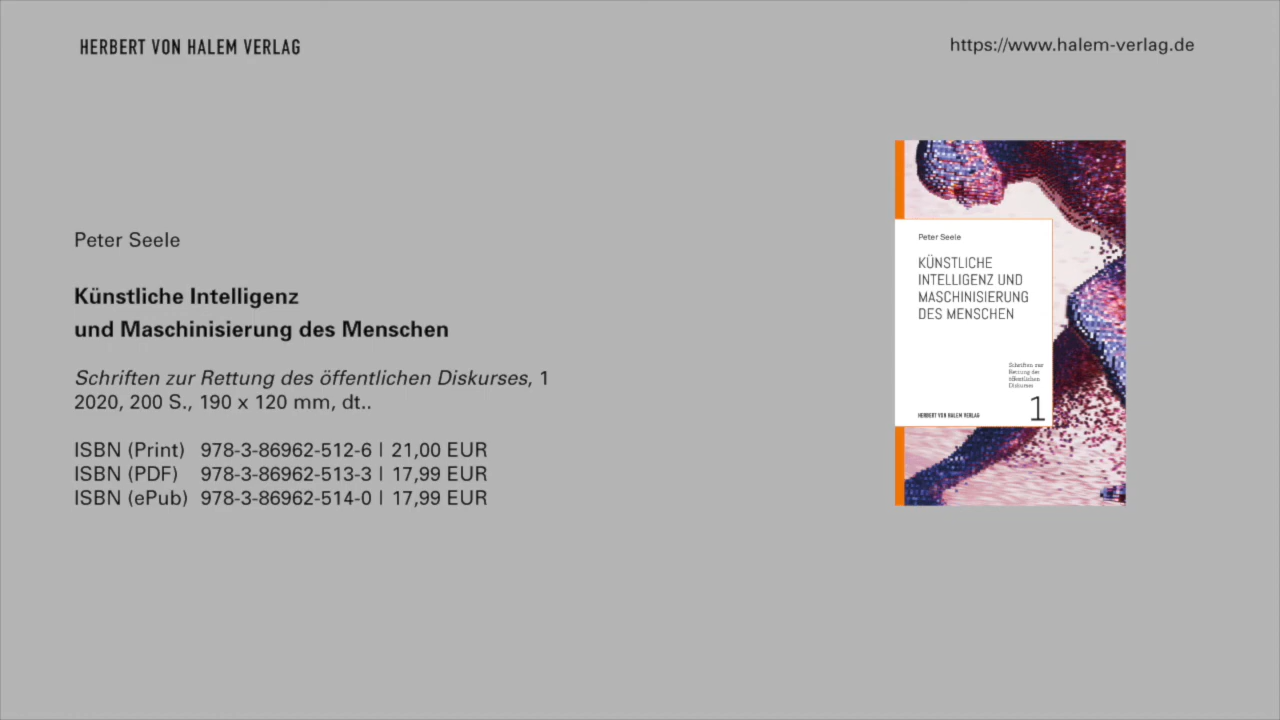 HERBERT VON HALEM VERLAG
https://www.halem-verlag.de
Peter Seele
Künstliche Intelligenz
und Maschinisierung des Menschen
Schriften zur Rettung des öffentlichen Diskurses, 1
2020, 200 S., 190 x 120 mm, dt..
ISBN (Print) 978-3-86962-512-6 | 21,00 EUR
ISBN (PDF) 978-3-86962-513-3 | 17,99 EUR
ISBN (ePub) 978-3-86962-514-0 | 17,99 EUR
Peter Seele
KÜNSTLICHE
INTELLIGENZ UND
MASCHINISIERUNG
DES MENSCHEN
Schriften zur
Rettung des
öffentlichen
Diskurses
1
HERBERT VON HALEM VERLAG